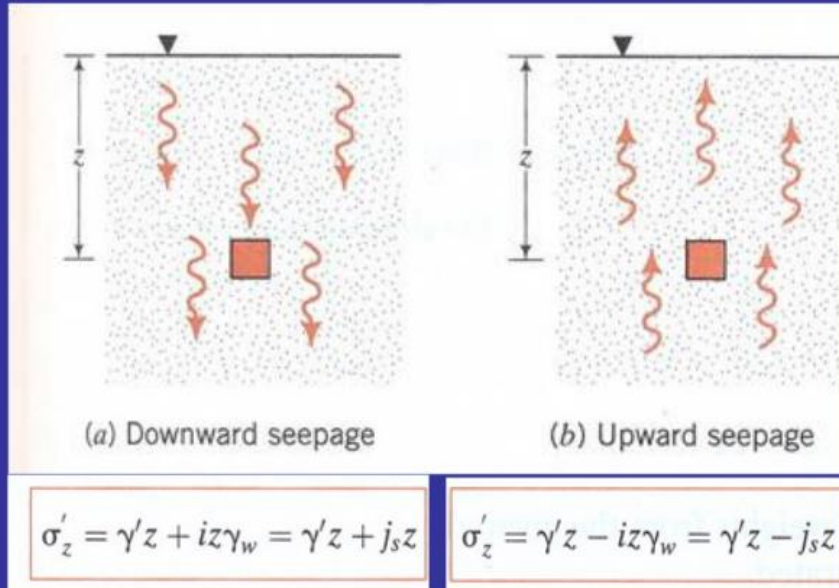 z
z
(a) Downward seepage
(b) Upward seepage
σ′z = γ′z + izγw = γ′z + jsz
σ′z = γ′z − izγw = γ′z − jsz